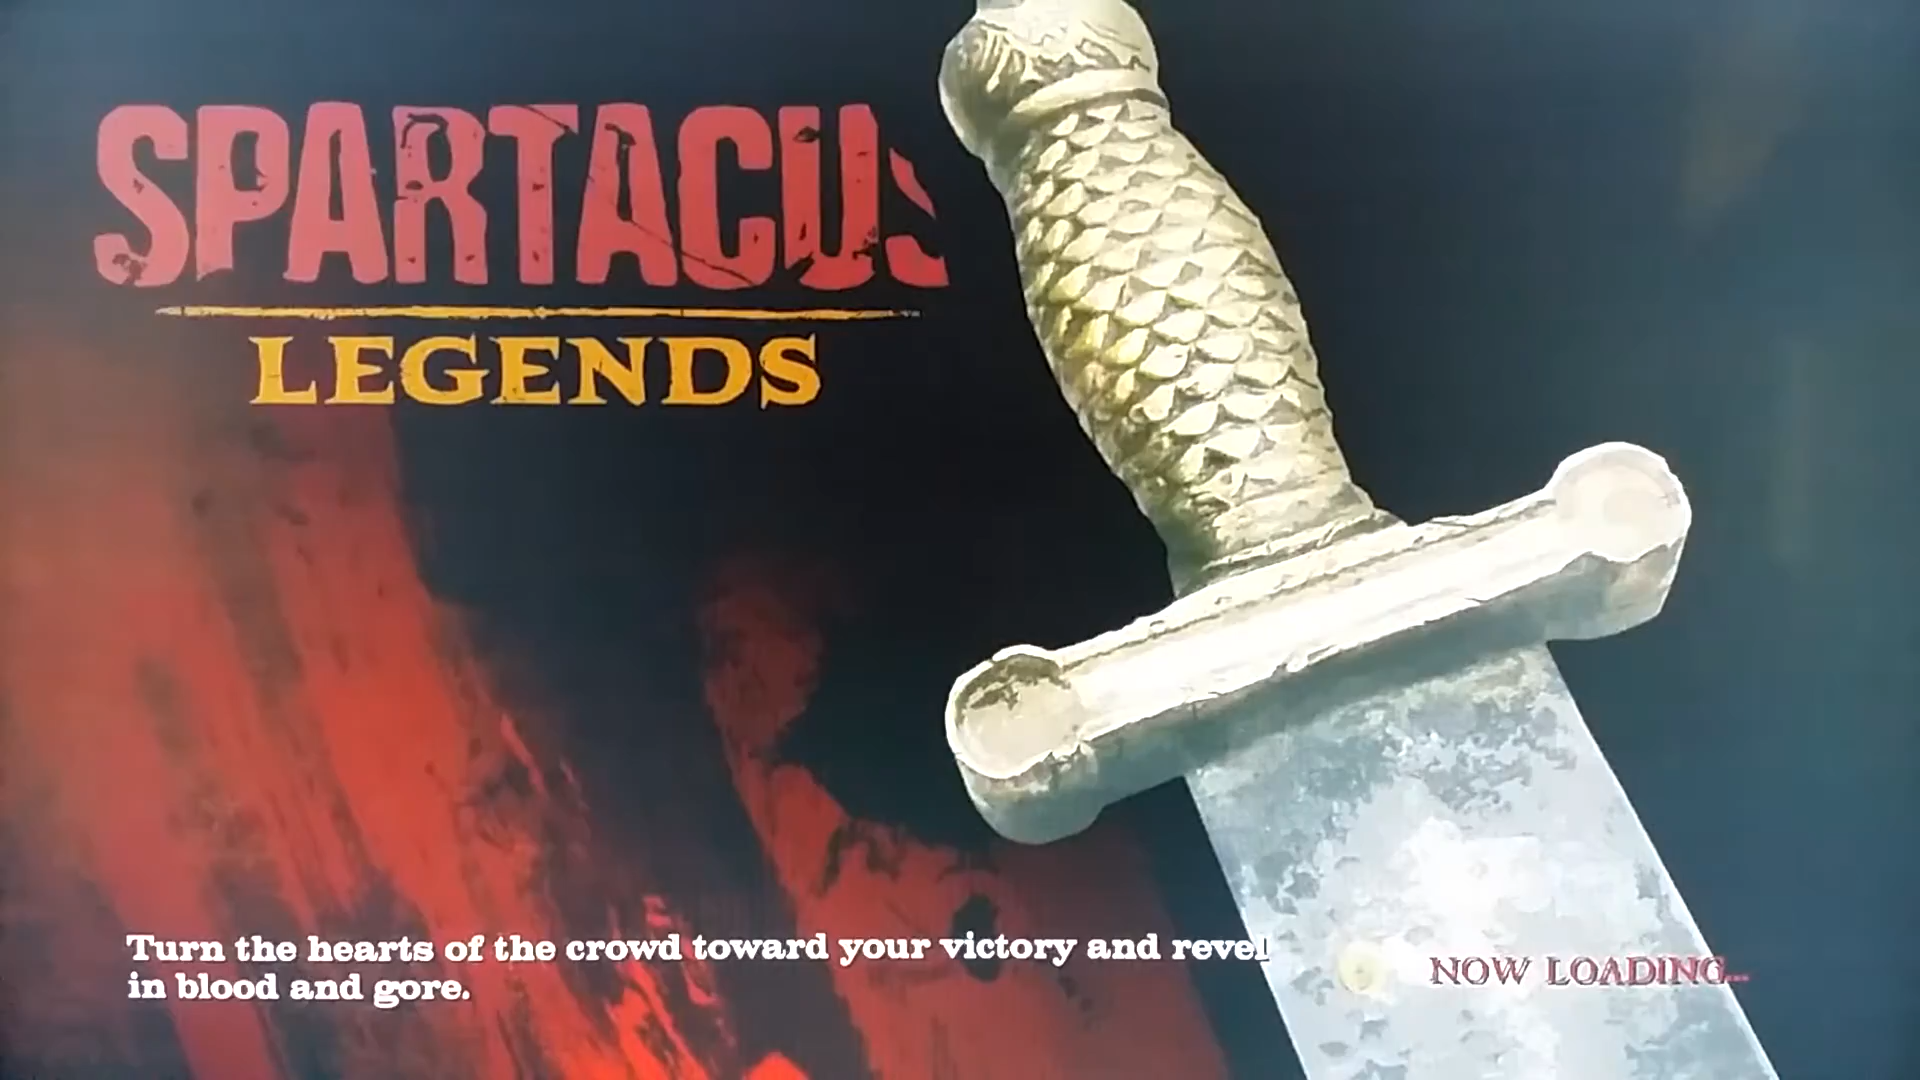 SPARTACUS
LEGENDS
Turn the hearts of the crowd toward your victory and revel
in blood and gore.
NOW LOADING...